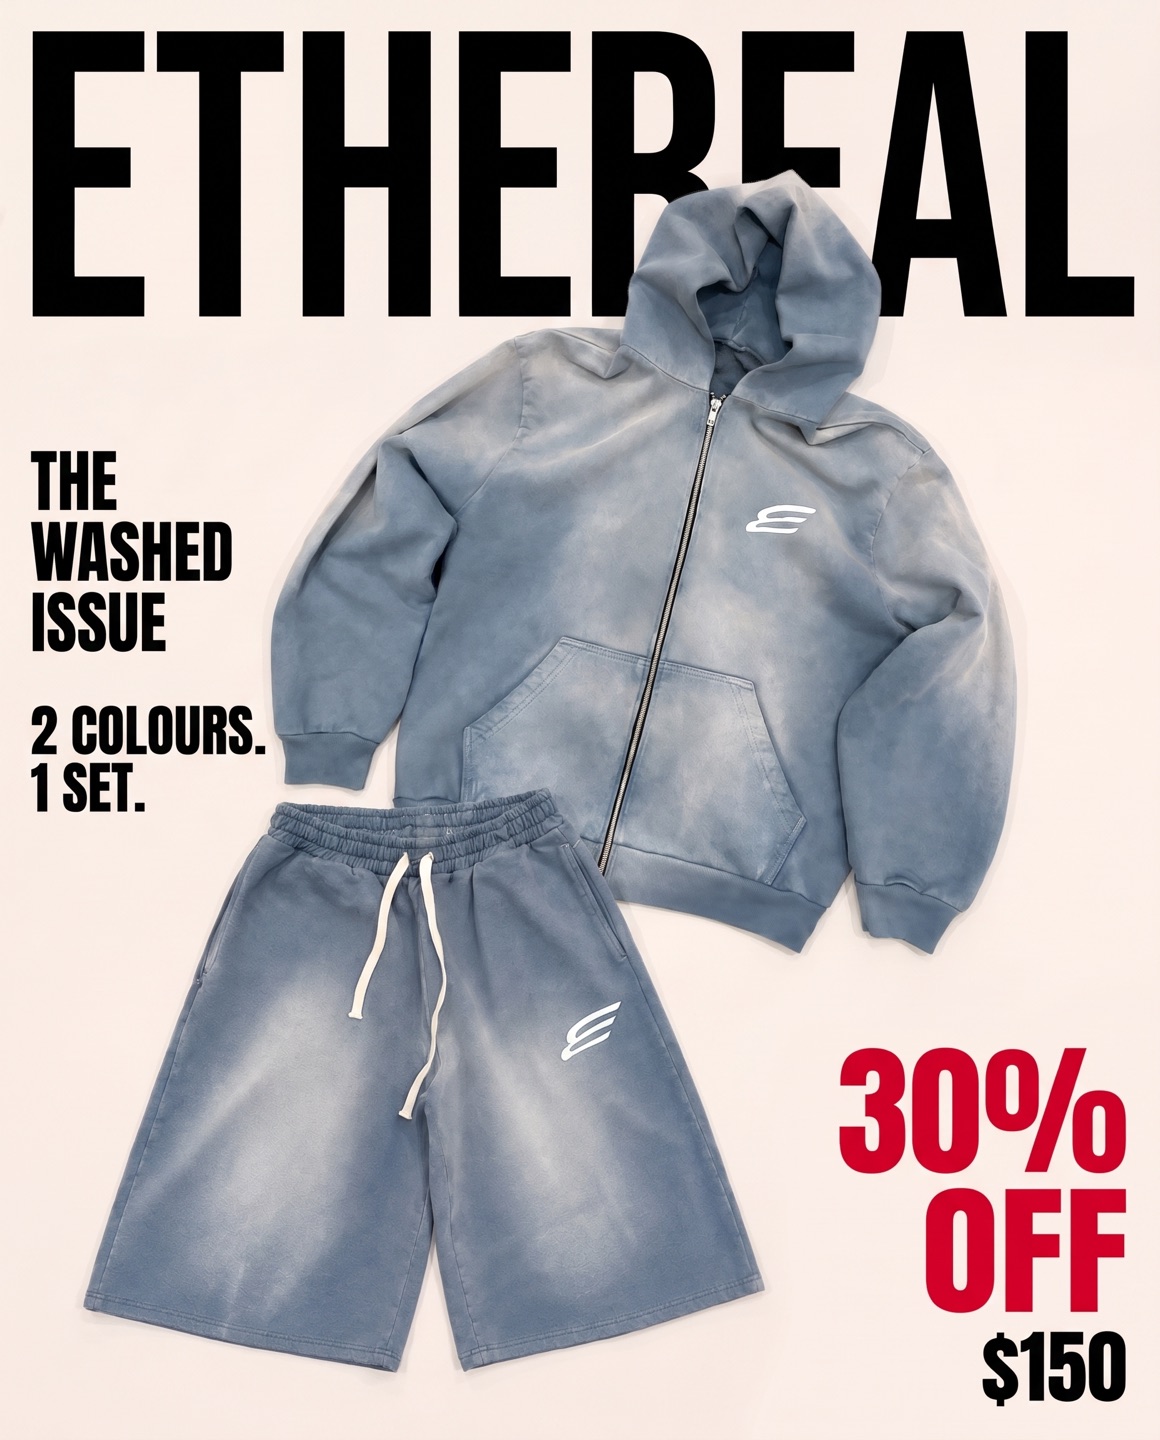 ETHEREAL
THE
WASHED
ISSUE
2 COLOURS.
1 SET.
30%
OFF
$150